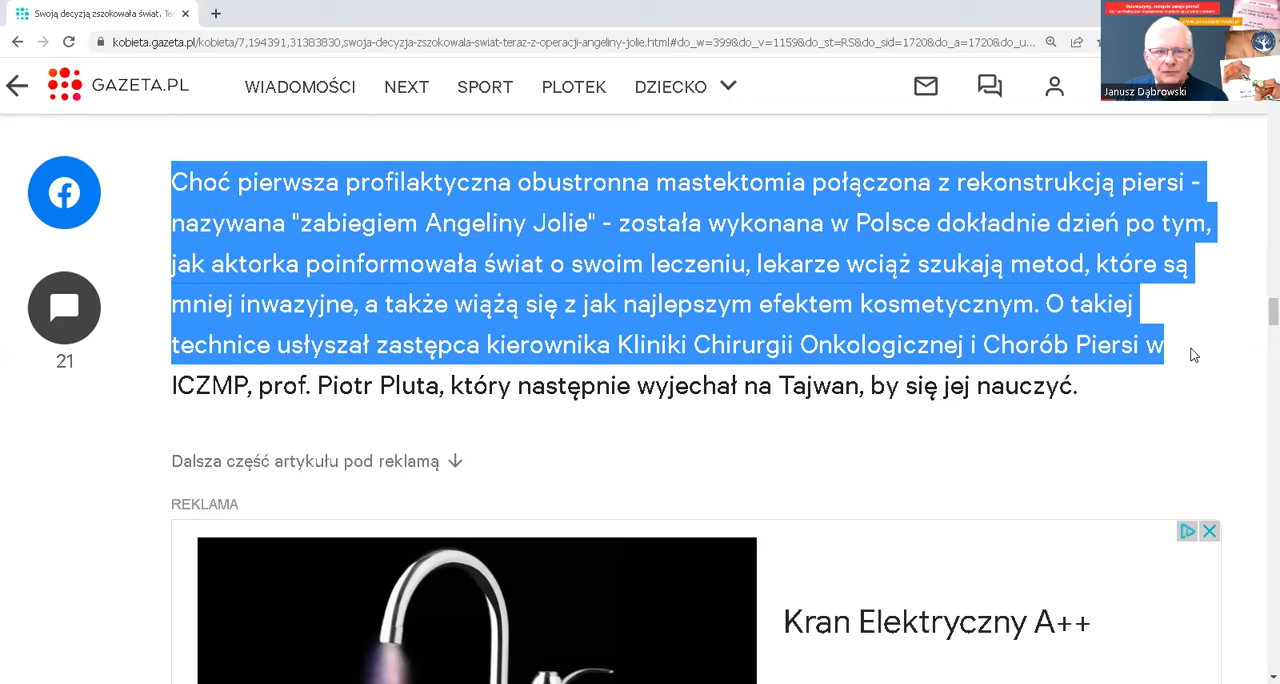 Swoją decyzją zszokowała świat. Te
kobieta.gazeta.pl/kobieta/7,194391,31383830,swoja-decyzja-zszokowala-swiat-teraz-z-operacji-angeliny-jolie.html#do_w=399&do_v=1159&do_st=RS&do_sid=1720&do_a=1720&do_u...
GAZETA.PL WIADOMOŚCI NEXT SPORT PLOTEK DZIECKO
Janusz Dąbrowski
Choć pierwsza profilaktyczna obustronna mastektomia połączona z rekonstrukcją piersi -
nazywana "zabiegiem Angeliny Jolie" - została wykonana w Polsce dokładnie dzień po tym,
jak aktorka poinformowała świat o swoim leczeniu, lekarze wciąż szukają metod, które są
mniej inwazyjne, a także wiążą się z jak najlepszym efektem kosmetycznym. O takiej
technice usłyszał zastępca kierownika Kliniki Chirurgii Onkologicznej i Chorób Piersi w
ICZMP, prof. Piotr Pluta, który następnie wyjechał na Tajwan, by się jej nauczyć.
21
Dalsza część artykułu pod reklamą
REKLAMA
Kran Elektryczny A++